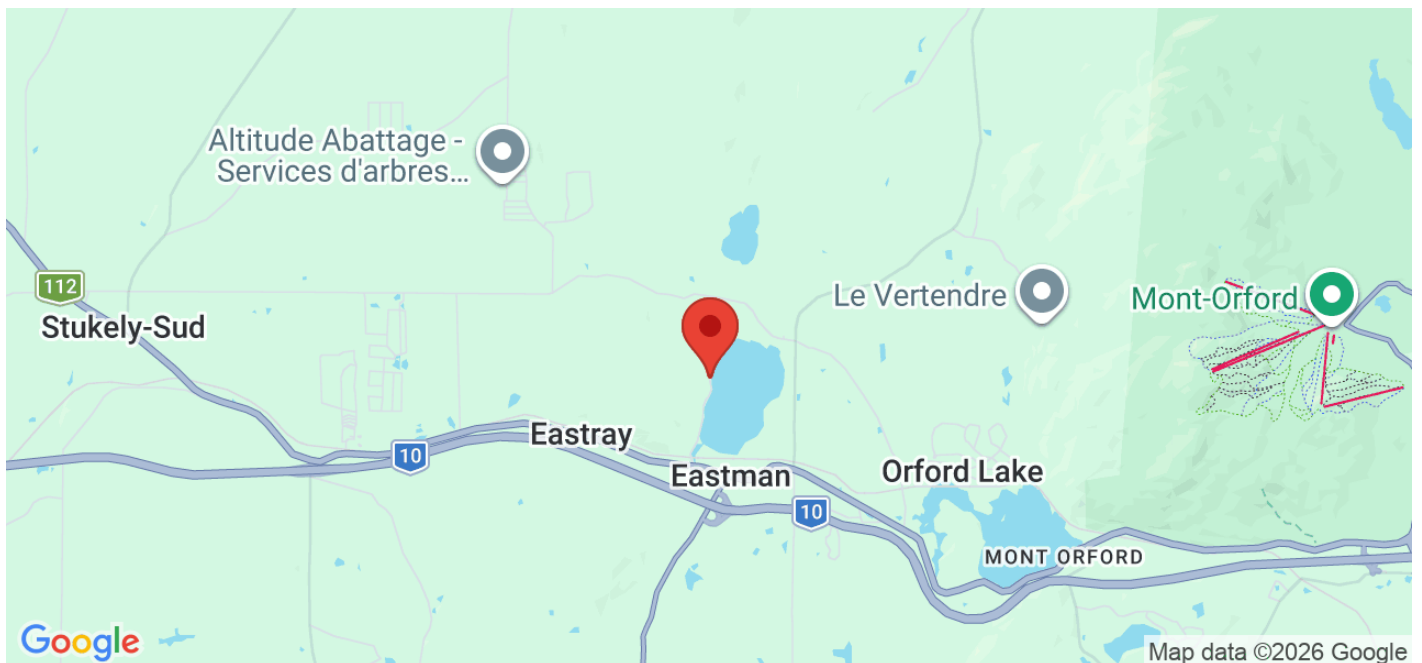 Altitude Abattage -
Services d'arbres…
112
Stukely-Sud
Le Vertendre
Mont-Orford
10
Eastray
Eastman
Orford Lake
10
MONT ORFORD
Google
Map data ©2026 Google